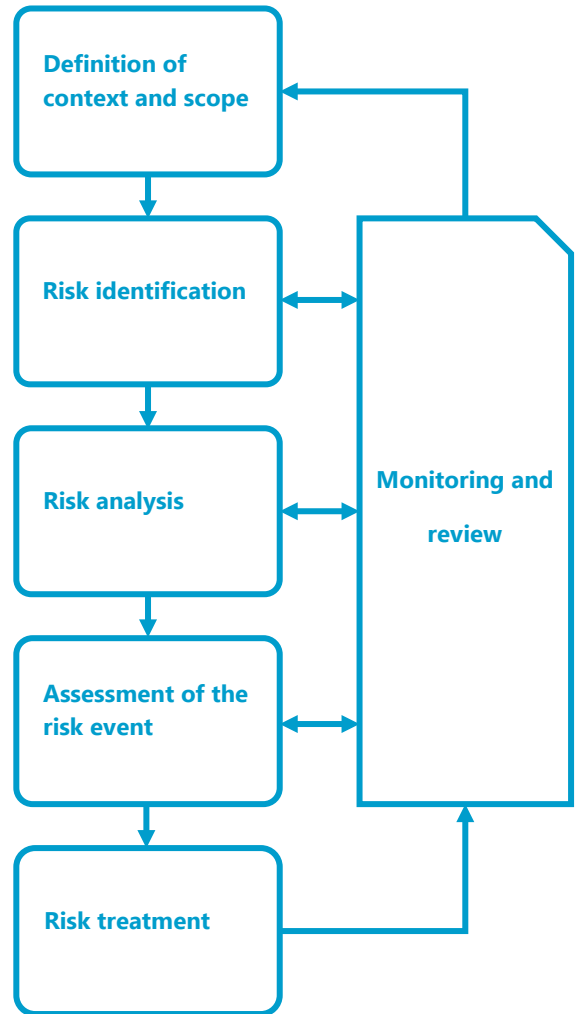 Definition of
context and scope
Risk identification
Risk analysis
Monitoring and
review
Assessment of the
risk event
Risk treatment